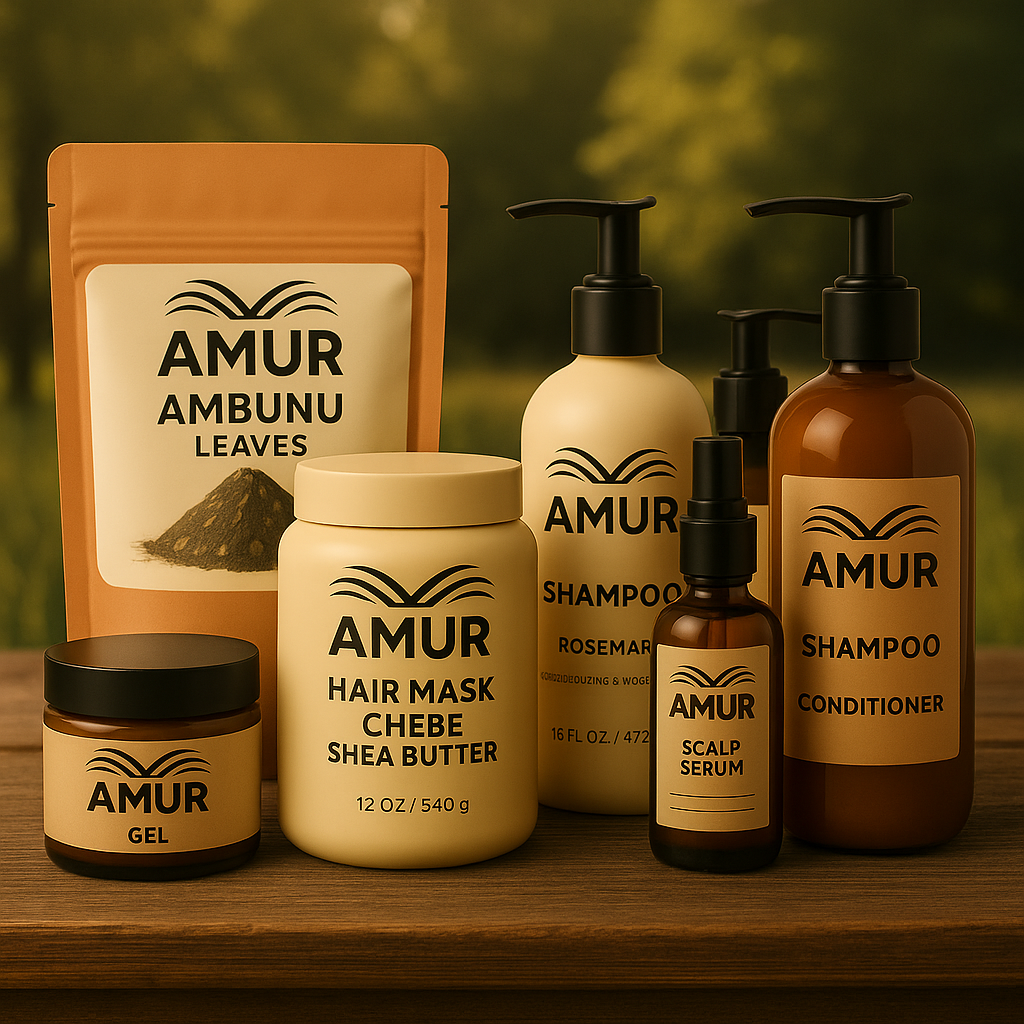 AMUR
AMBUNU
LEAVES
AMUR
GEL
AMUR
HAIR MASK
CHEBE
SHEA BUTTER
12 OZ / 540 g
AMUR
SHAMPOO
ROSEMAR
16 FL OZ. / 472
AMUR
SCALP
SERUM
AMUR
SHAMPOO
CONDITIONER